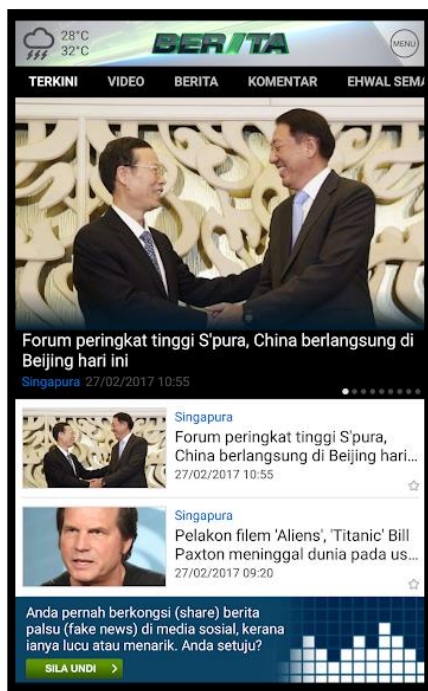 28°C
32°C
BERITA
MENU
TERKINI VIDEO BERITA KOMENTAR EHWAL SEMA
Forum peringkat tinggi S'pura, China berlangsung di
Beijing hari ini
Singapura 27/02/2017 10:55
Singapura
Forum peringkat tinggi S'pura,
China berlangsung di Beijing hari...
27/02/2017 10:55
Singapura
Pelakon filem 'Aliens', 'Titanic' Bill
Paxton meninggal dunia pada us...
27/02/2017 09:20
Anda pernah berkongsi (share) berita
palsu (fake news) di media sosial, kerana
ianya lucu atau menarik. Anda setuju?
SILA UNDI >